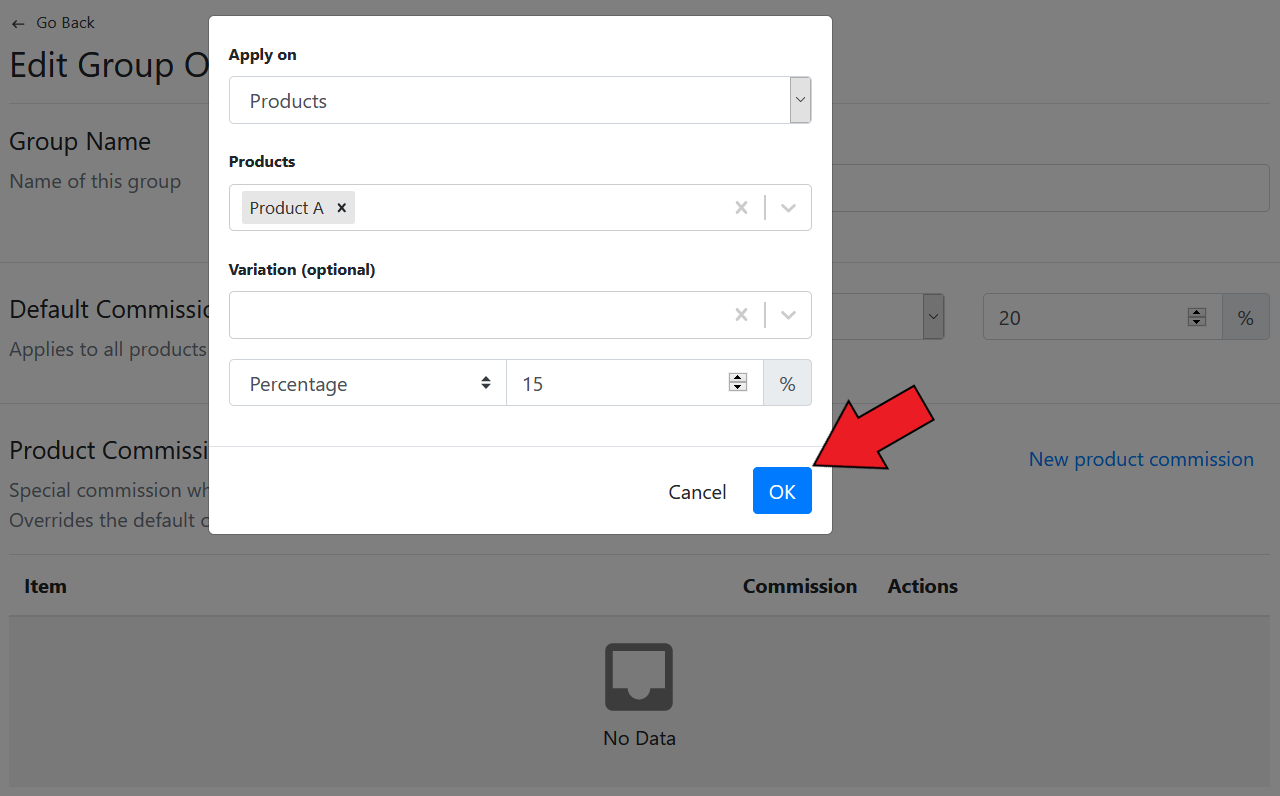 ← Go Back
Edit Group O
Apply on
Products
Group Name
Name of this group
Products
Product A ×
Variation (optional)
Default Commissio
Applies to all products
20 %
Percentage 15 %
Product Commissi
Special commission wh
Overrides the default c
New product commission
Cancel OK
Item Commission Actions
No Data